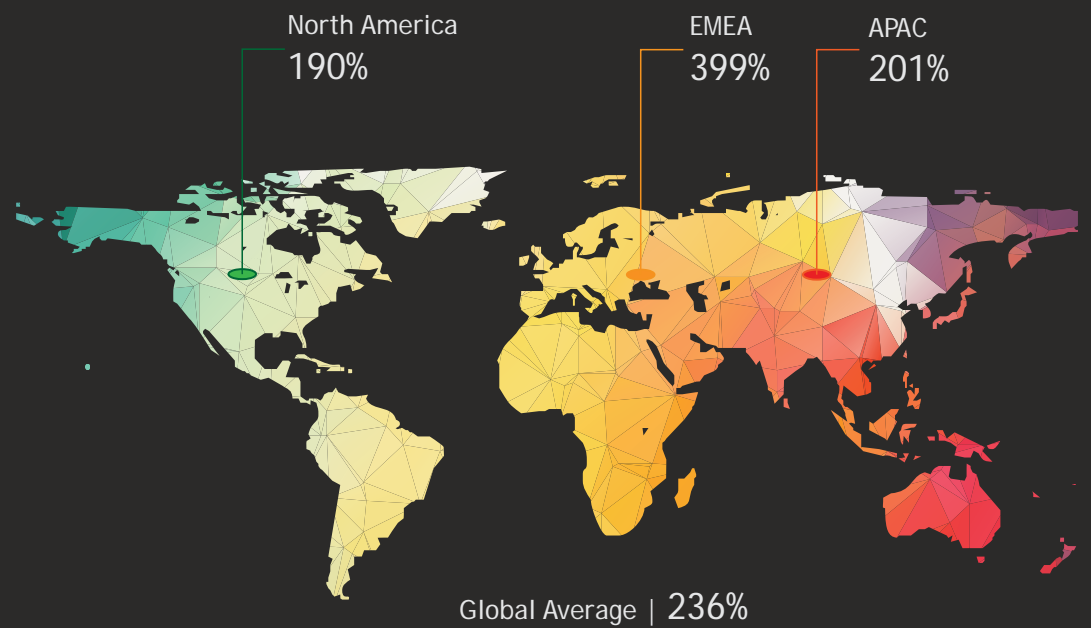 North America
190%
EMEA
399%
APAC
201%
Global Average | 236%